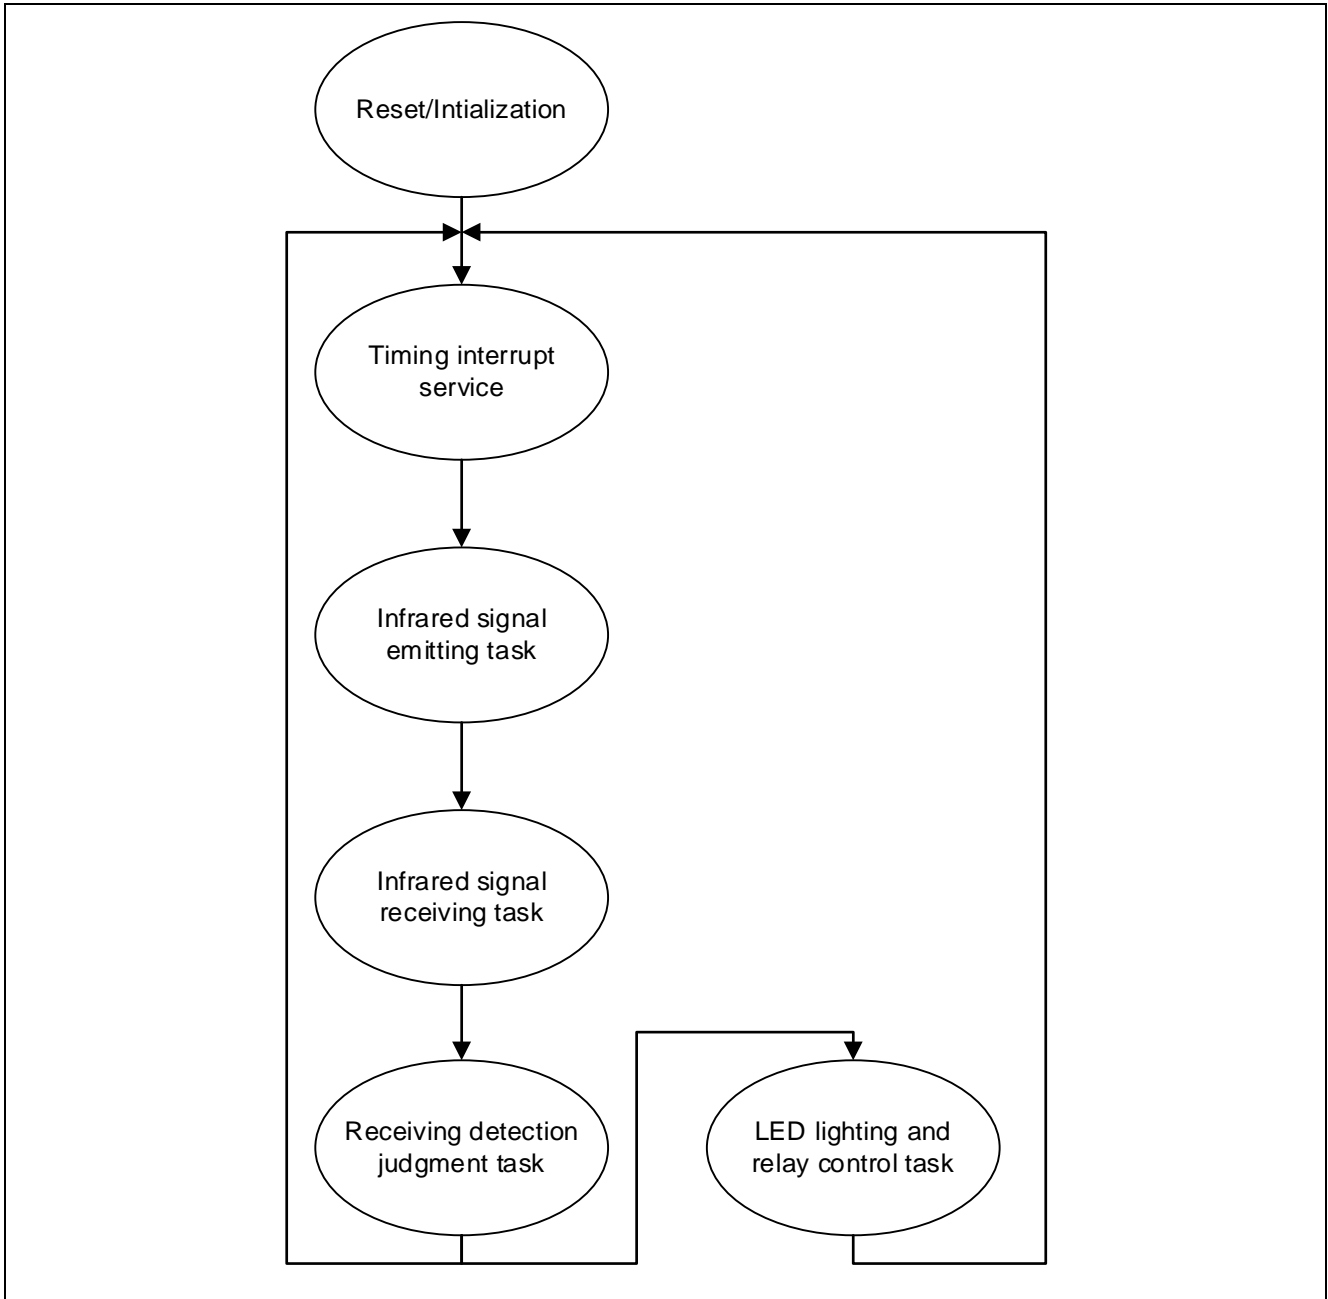 Reset/Intialization
Timing interrupt
service
Infrared signal
emitting task
Infrared signal
receiving task
Receiving detection
judgment task
LED lighting and
relay control task